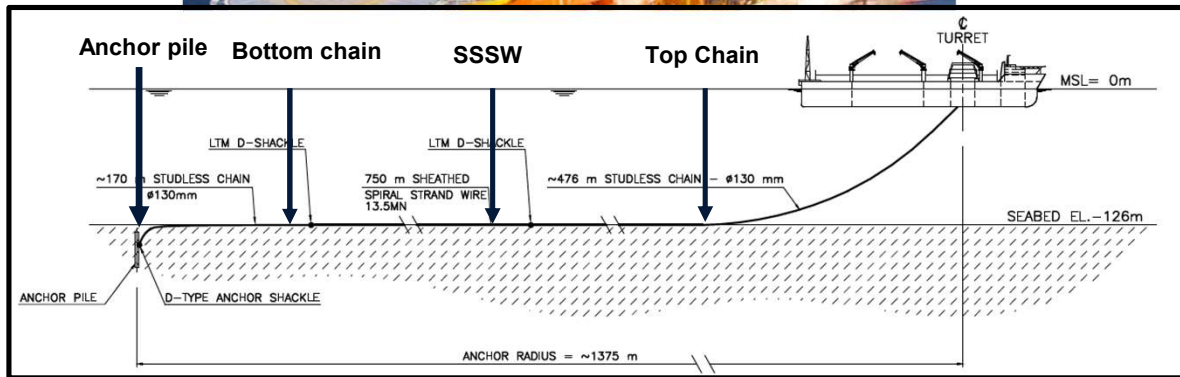 Anchor pile
Bottom chain
SSSW
Top Chain
℄
TURRET
MSL= 0m
LTM D-SHACKLE
LTM D-SHACKLE
~170 m STUDLESS CHAIN
ø130mm
750 m SHEATHED
SPIRAL STRAND WIRE
13.5MN
~476 m STUDLESS CHAIN - ø130 mm
SEABED EL.-126m
ANCHOR PILE
D-TYPE ANCHOR SHACKLE
ANCHOR RADIUS = ~1375 m